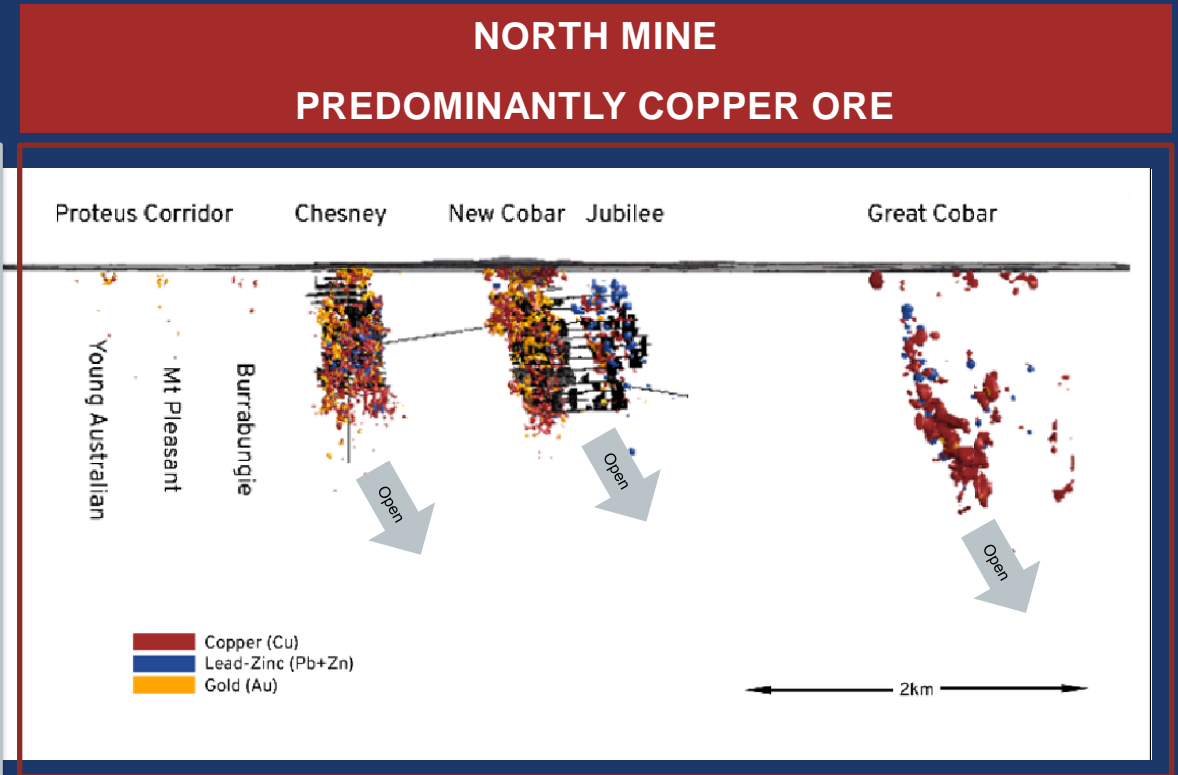 NORTH MINE
PREDOMINANTLY COPPER ORE
Proteus Corridor
Chesney
New Cobar
Jubilee
Great Cobar
Young Australian
Mt Pleasant
Burrabungie
Open
Open
Open
Copper (Cu)
Lead-Zinc (Pb+Zn)
Gold (Au)
2km